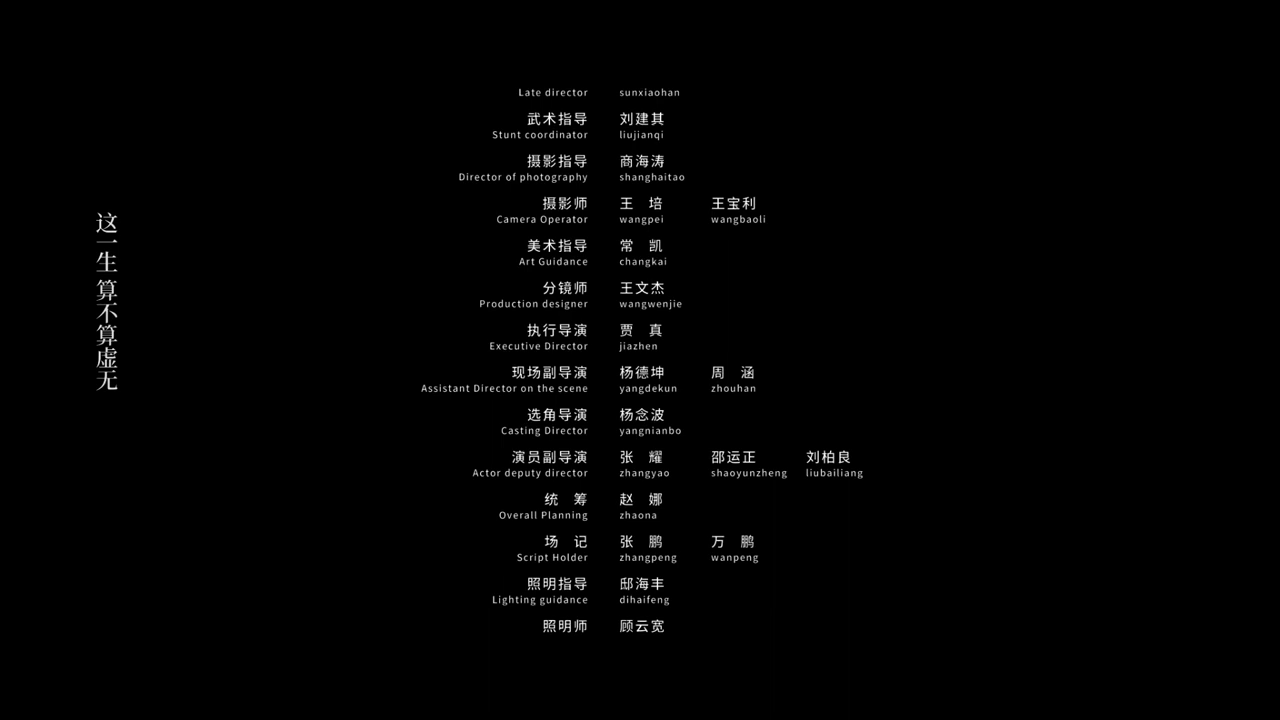 Late director sunxiaohan
武术指导 刘建其
Stunt coordinator liujianqi
摄影指导 商海涛
Director of photography shanghaitao
摄影师 王 培 王宝利
Camera Operator wangpei wangbaoli
美术指导 常 凯
Art Guidance changkai
分镜师 王文杰
Production designer wangwenjie
执行导演 贾 真
Executive Director jiazhen
现场副导演 杨德坤 周 涵
Assistant Director on the scene yangdekun zhouhan
选角导演 杨念波
Casting Director yangnianbo
演员副导演 张 耀 邵运正 刘柏良
Actor deputy director zhangyao shaoyunzheng liubailiang
统 筹 赵 娜
Overall Planning zhaona
场 记 张 鹏 万 鹏
Script Holder zhangpeng wanpeng
照明指导 邸海丰
Lighting guidance dihaifeng
照明师 顾云宽
这一生 算不算虚无